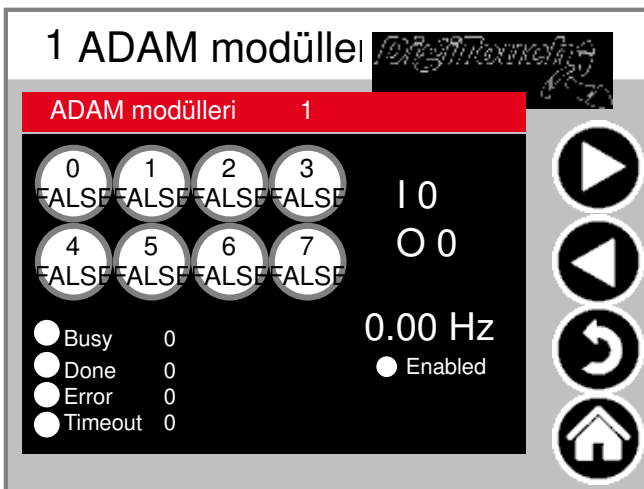 1 ADAM modülle
DigiTouch
ADAM modülleri 1
0 1 2 3
FALSE FALSE FALSE FALSE
I 0
4 5 6 7
FALSE FALSE FALSE FALSE
O 0
0.00 Hz
Busy 0
Done 0
Enabled
Error 0
Timeout 0